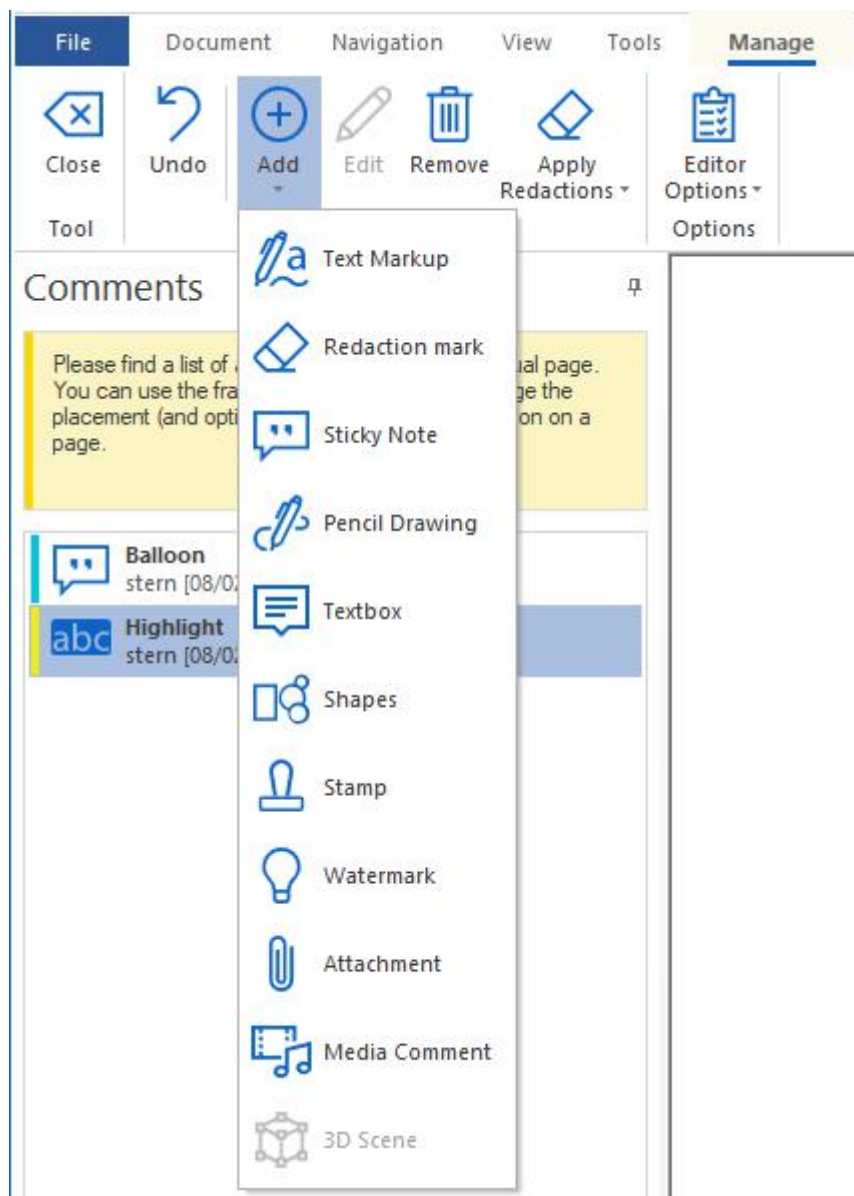 File Document Navigation View Tools Manage
Close Undo Add Edit Remove Apply Redactions Editor Options
Tool Options
Comments
Please find a list of ual page.
You can use the fra ge the
placement (and opti on on a
page.
Balloon
stern [08/02
abc Highlight
stern [08/02
Text Markup
a
Redaction mark
Sticky Note
Pencil Drawing
Textbox
Shapes
Stamp
Watermark
Attachment
Media Comment
3D Scene